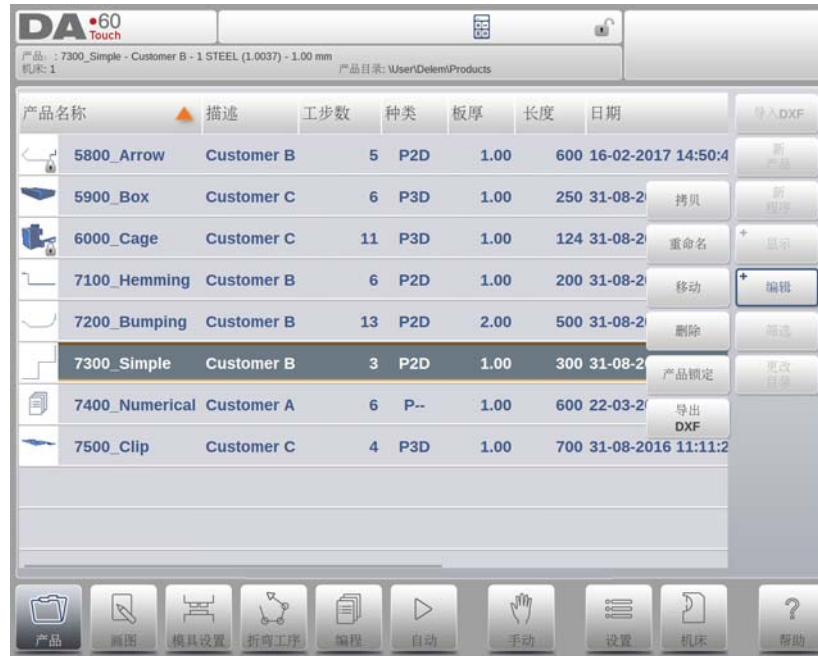 DA•60
Touch
产品: : 7300_Simple - Customer B - 1 STEEL (1.0037) - 1.00 mm
机床: 1 产品目录: \User\Delem\Products
产品名称 描述 工步数 种类 板厚 长度 日期
5800_Arrow Customer B 5 P2D 1.00 600 16-02-2017 14:50:4
5900_Box Customer C 6 P3D 1.00 250 31-08-2
6000_Cage Customer C 11 P3D 1.00 124 31-08-2
7100_Hemming Customer B 6 P2D 1.00 200 31-08-2
7200_Bumping Customer B 13 P2D 2.00 500 31-08-2
7300_Simple Customer B 3 P2D 1.00 300 31-08-2
7400_Numerical Customer A 6 P-- 1.00 600 22-03-2
7500_Clip Customer C 4 P3D 1.00 700 31-08-2016 11:11:2
拷贝
重命名
移动
删除
产品锁定
导出
DXF
导入DXF
新
产品
新
程序
+ 显示
+ 编辑
筛选
更改
目录
产品 画图 模具设置 折弯工序 编程 自动 手动 设置 机床 帮助